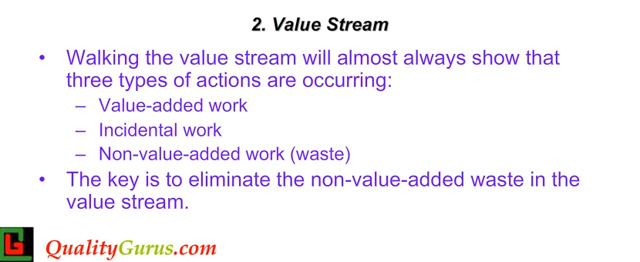 2. Value Stream
• Walking the value stream will almost always show that
three types of actions are occurring:
– Value-added work
– Incidental work
– Non-value-added work (waste)
• The key is to eliminate the non-value-added waste in the
value stream.
QualityGurus.com